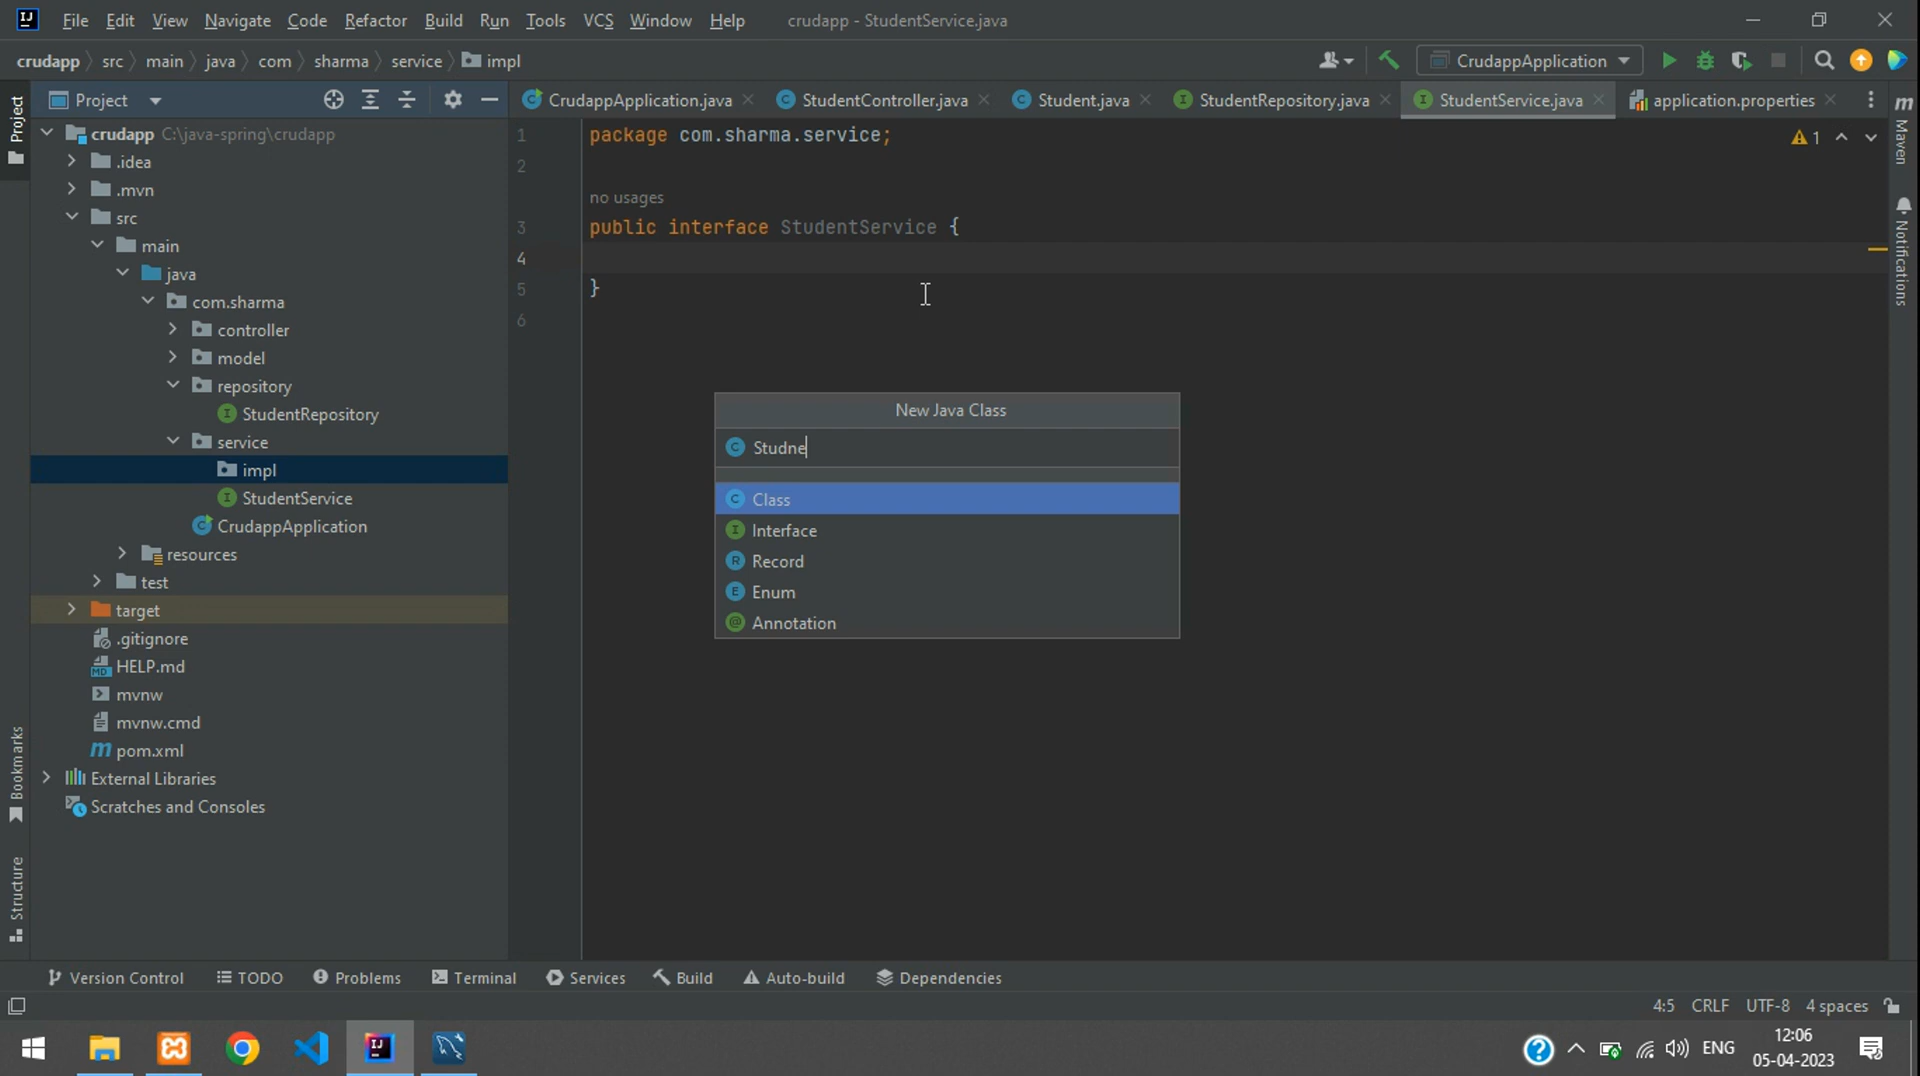 File Edit View Navigate Code Refactor Build Run Tools VCS Window Help crudapp - StudentService.java
crudapp src main java com sharma service impl CrudappApplication
Project CrudappApplication.java StudentController.java Student.java StudentRepository.java StudentService.java application.properties
crudapp C:\java-spring\crudapp
.idea
.mvn
src
main
java
com.sharma
controller
model
repository
StudentRepository
service
impl
StudentService
CrudappApplication
resources
test
target
.gitignore
HELP.md
mvnw
mvnw.cmd
pom.xml
External Libraries
Scratches and Consoles
1 package com.sharma.service;
2
no usages
3 public interface StudentService {
4
5 }
6
1
New Java Class
Studne
Class
Interface
Record
Enum
Annotation
Project
Bookmarks
Structure
Maven
Notifications
Version Control TODO Problems Terminal Services Build Auto-build Dependencies
4:5 CRLF UTF-8 4 spaces
ENG 12:06
05-04-2023